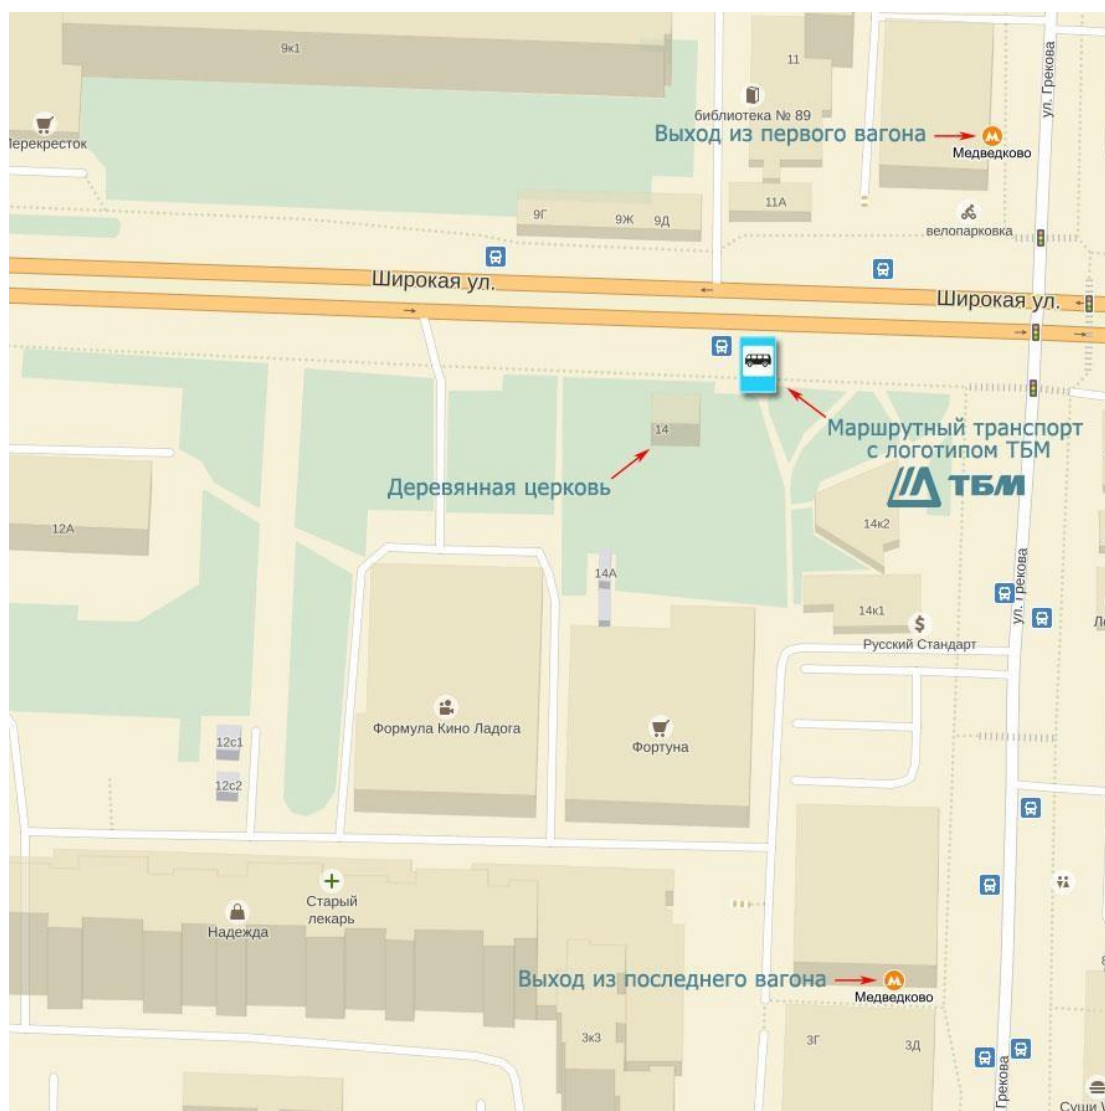 9к1
11
ул. Грекова
библиотека № 89
Выход из первого вагона
Перекресток
Медведково
9Г
9Ж
9Д
11А
велопарковка
Широкая ул.
Широкая ул.
Маршрутный транспорт
с логотипом ТБМ
ТБМ
14
Деревянная церковь
12А
14к2
14А
ул. Грекова
14к1
$
Русский Стандарт
Формула Кино Ладога
Фортуна
12с1
12с2
Старый
лекарь
Надежда
Выход из последнего вагона
Медведково
3к3
3Г
3Д
Грекова
Суши